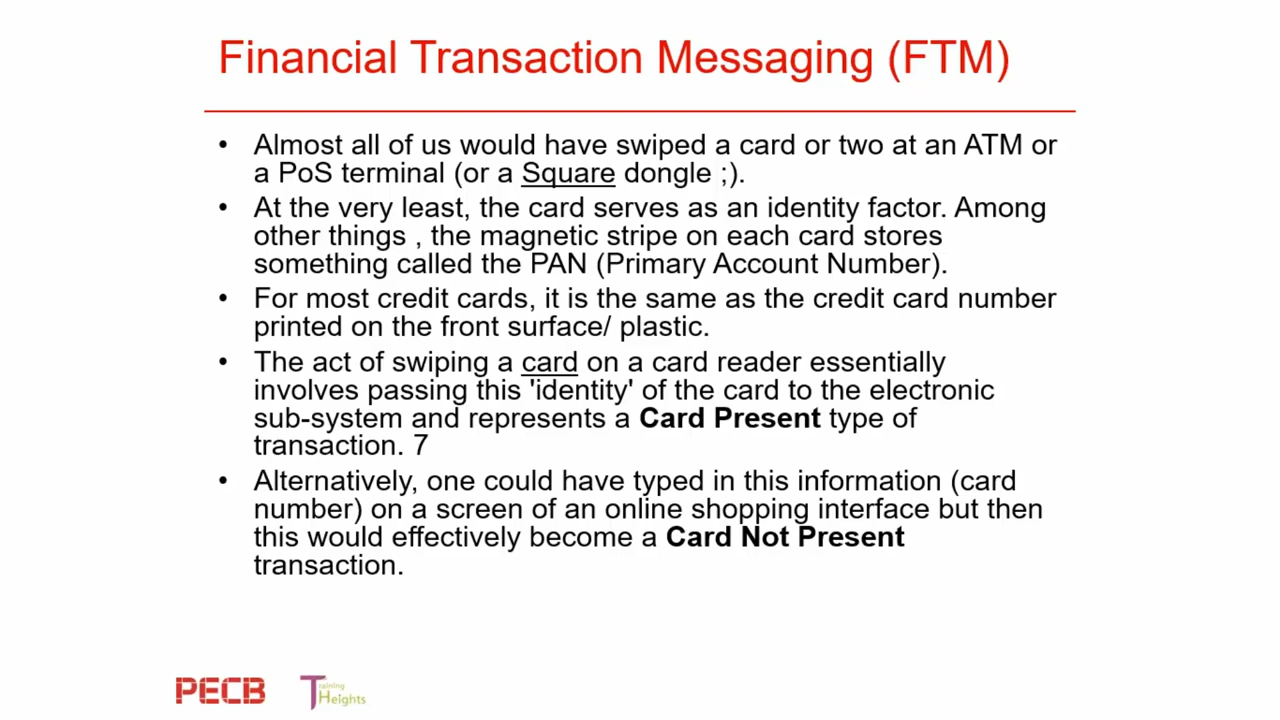 Financial Transaction Messaging (FTM)
• Almost all of us would have swiped a card or two at an ATM or
a PoS terminal (or a Square dongle ;).
• At the very least, the card serves as an identity factor. Among
other things , the magnetic stripe on each card stores
something called the PAN (Primary Account Number).
• For most credit cards, it is the same as the credit card number
printed on the front surface/ plastic.
• The act of swiping a card on a card reader essentially
involves passing this 'identity' of the card to the electronic
sub-system and represents a Card Present type of
transaction. 7
• Alternatively, one could have typed in this information (card
number) on a screen of an online shopping interface but then
this would effectively become a Card Not Present
transaction.
PECB
Training
Heights